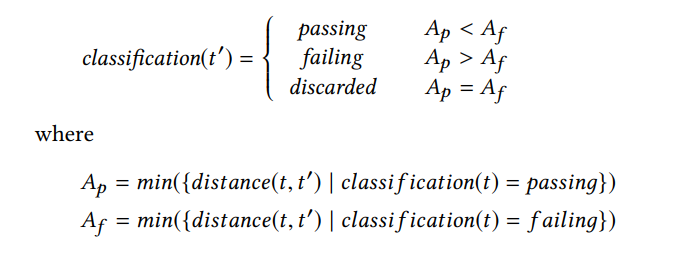 passing A_p < A_f
classification(t′) = { failing A_p > A_f
discarded A_p = A_f
where
A_p = min({distance(t, t′) | classification(t) = passing})
A_f = min({distance(t, t′) | classification(t) = failing})